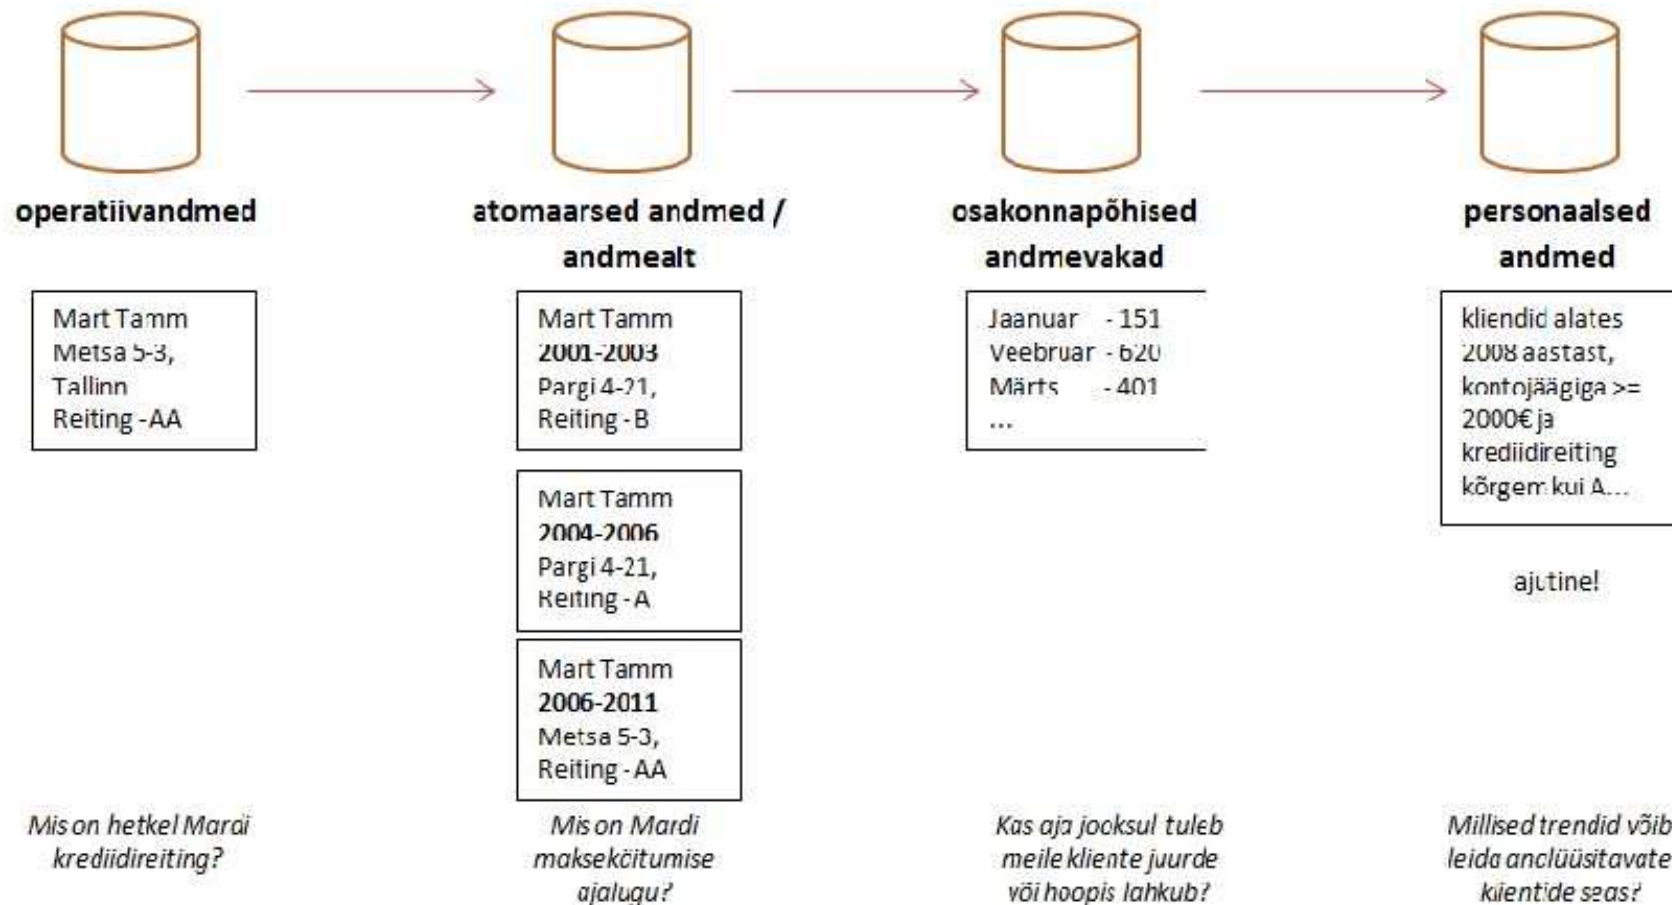 operatiivandmed
Mart Tamm
Metsa 5-3,
Tallinn
Reiting - AA
Mis on hetkel Mardi
krediidireiting?
atomaarsed andmed /
andmealt
Mart Tamm
2001-2003
Pargi 4-21,
Reiting - B
Mart Tamm
2004-2006
Pargi 4-21,
Reiting - A
Mart Tamm
2006-2011
Metsa 5-3,
Reiting - AA
Mis on Mardi
maksekäitumise
ajalugu?
osakonnapõhised
andmevakad
Jaanuar - 151
Veebruar - 620
Märts - 401
...
Kas aja jooksul tuleb
meile kliente juurde
või hoopis lahkub?
personaalsed
andmed
kliendid alates
2008 aastast,
kontojäägiga >=
2000€ ja
krediidireiting
kõrgem kui A...
ajutine!
Millised trendid võib
leida analüüsitavate
klientide seas?